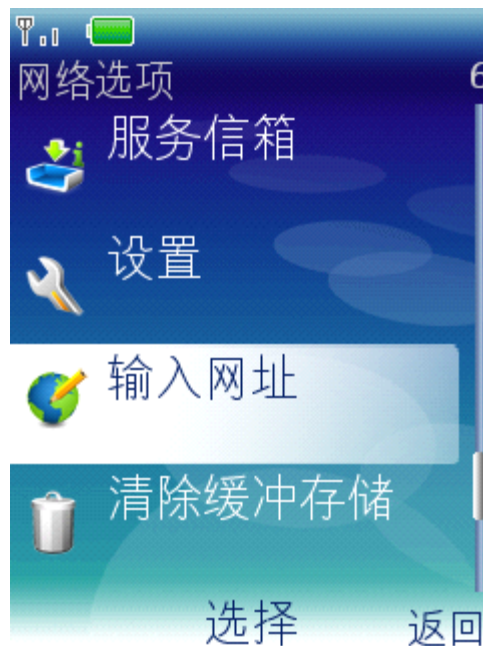 网络选项 6
服务信箱
设置
输入网址
清除缓冲存储
选择 返回